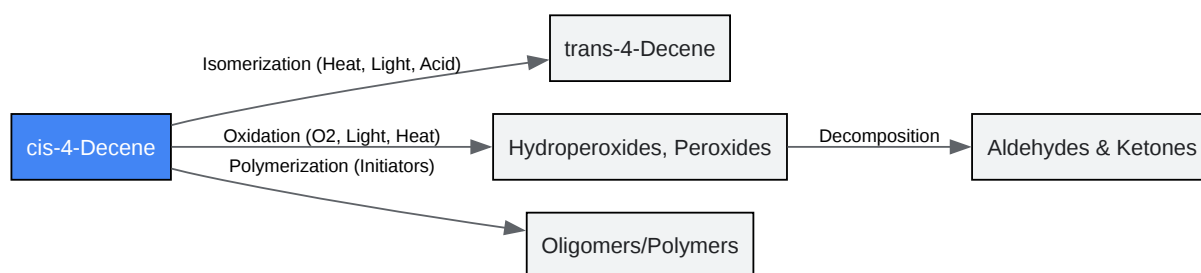 trans-4-Decene
Isomerization (Heat, Light, Acid)
cis-4-Decene
Oxidation (O2, Light, Heat)
Hydroperoxides, Peroxides
Decomposition
Aldehydes & Ketones
Polymerization (Initiators)
Oligomers/Polymers